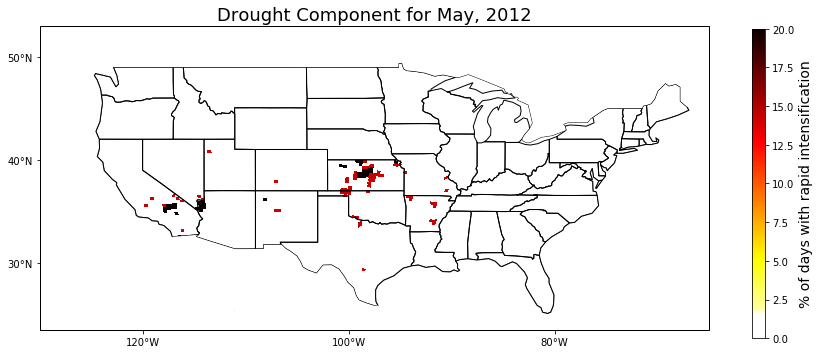 Drought Component for May, 2012
50°N
40°N
30°N
120°W
100°W
80°W
20.0
17.5
15.0
12.5
10.0
7.5
5.0
2.5
0.0
% of days with rapid intensification